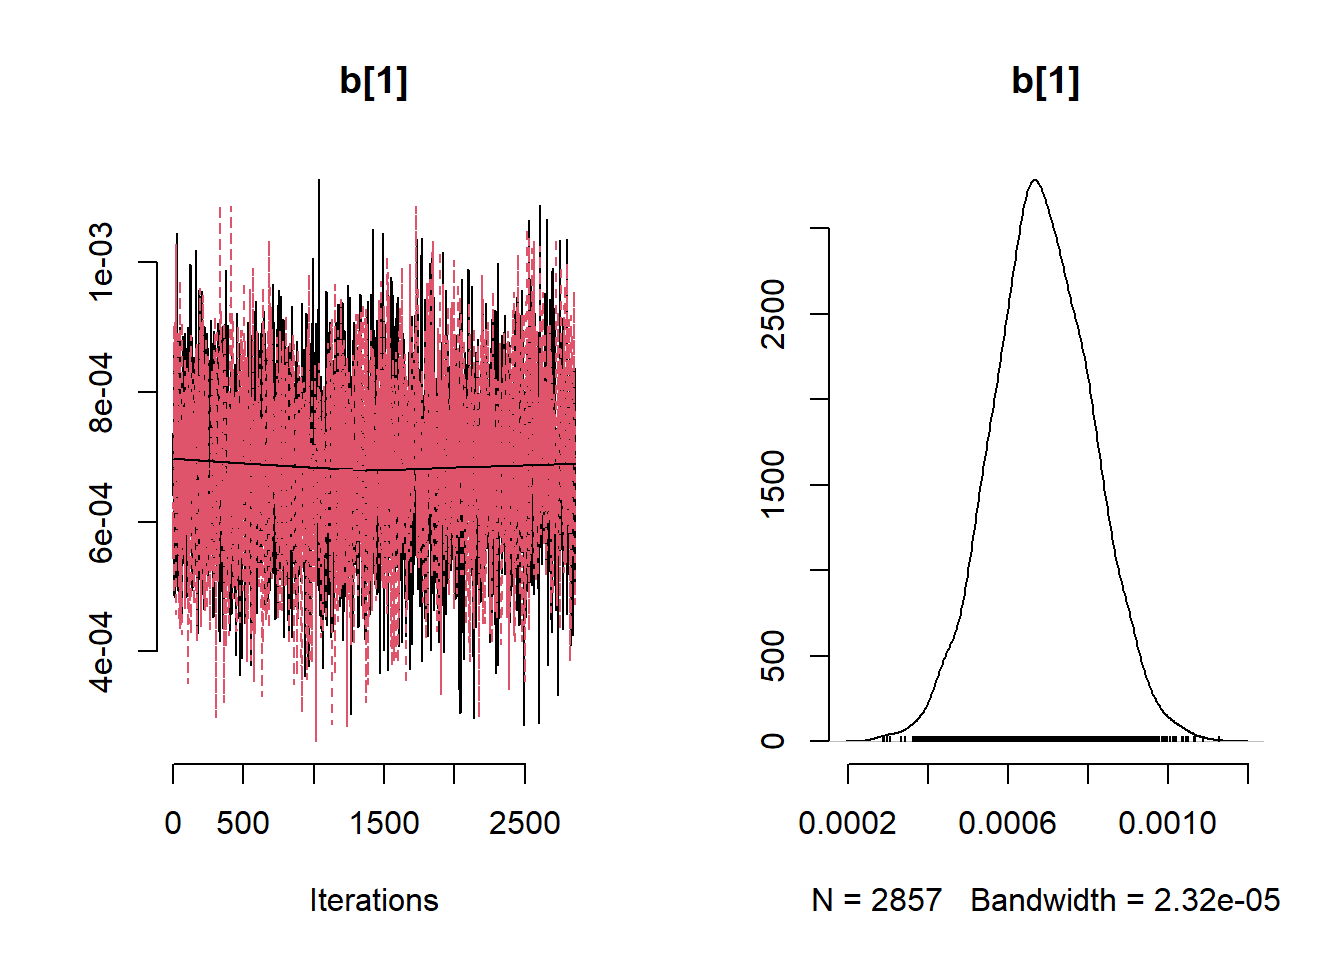 b[1]
1e-03
8e-04
6e-04
4e-04
0 500 1500 2500
Iterations
b[1]
2500
1500
500
0
0.0002 0.0006 0.0010
N = 2857 Bandwidth = 2.32e-05